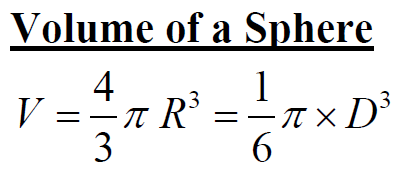 Volume of a Sphere
V = 4/3 π R³ = 1/6 π × D³